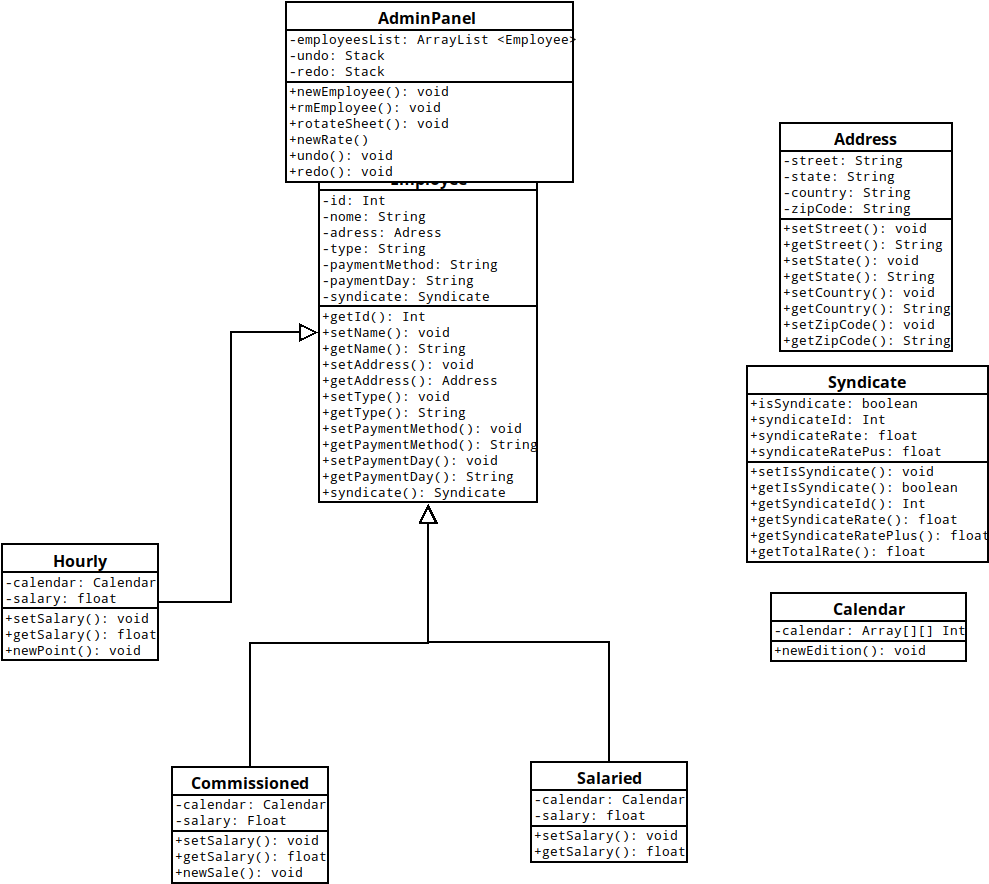 AdminPanel
-employeesList: ArrayList <Employee>
-undo: Stack
-redo: Stack
+newEmployee(): void
+rmEmployee(): void
+rotateSheet(): void
+newRate()
+undo(): void
+redo(): void
Employee
-id: Int
-nome: String
-adress: Adress
-type: String
-paymentMethod: String
-paymentDay: String
-syndicate: Syndicate
+getId(): Int
+setName(): void
+getName(): String
+setAddress(): void
+getAddress(): Address
+setType(): void
+getType(): String
+setPaymentMethod(): void
+getPaymentMethod(): String
+setPaymentDay(): void
+getPaymentDay(): String
+syndicate(): Syndicate
Address
-street: String
-state: String
-country: String
-zipCode: String
+setStreet(): void
+getStreet(): String
+setState(): void
+getState(): String
+setCountry(): void
+getCountry(): String
+setZipCode(): void
+getZipCode(): String
Syndicate
+isSyndicate: boolean
+syndicateId: Int
+syndicateRate: float
+syndicateRatePus: float
+setIsSyndicate(): void
+getIsSyndicate(): boolean
+getSyndicateId(): Int
+getSyndicateRate(): float
+getSyndicateRatePlus(): float
+getTotalRate(): float
Hourly
-calendar: Calendar
-salary: float
+setSalary(): void
+getSalary(): float
+newPoint(): void
Calendar
-calendar: Array[][] Int
+newEdition(): void
Commissioned
-calendar: Calendar
-salary: Float
+setSalary(): void
+getSalary(): float
+newSale(): void
Salaried
-calendar: Calendar
-salary: float
+setSalary(): void
+getSalary(): float